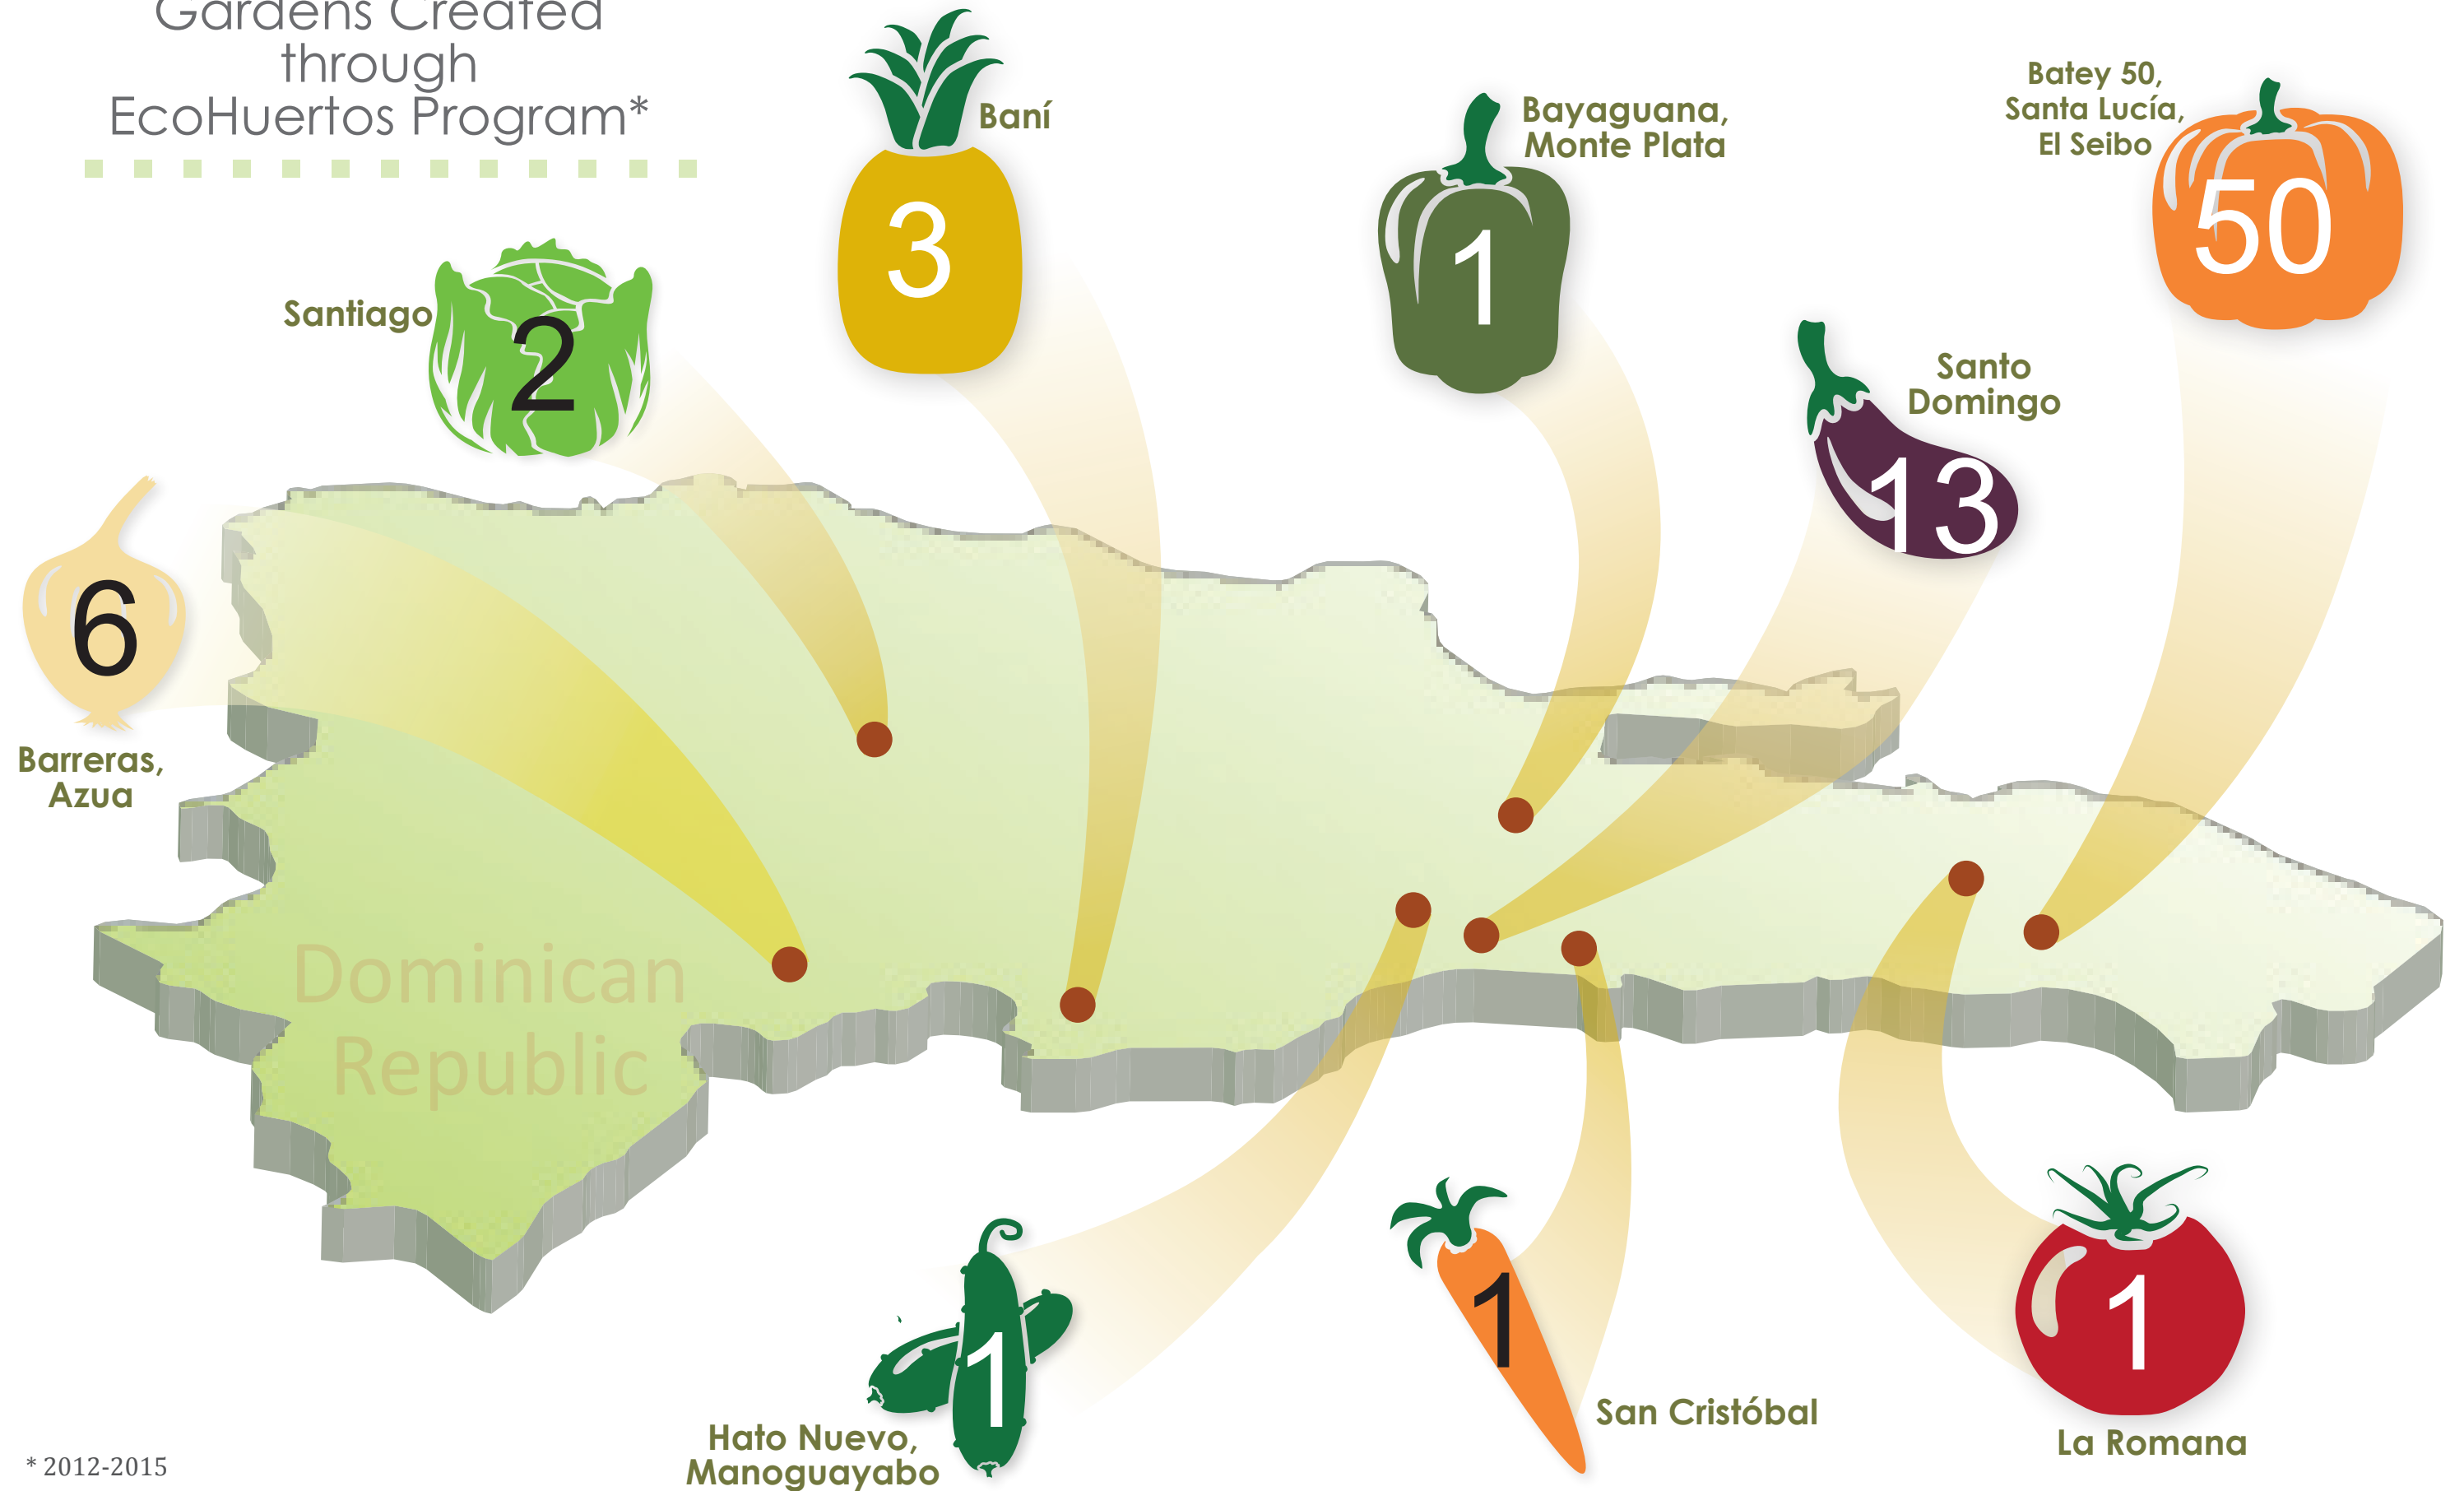 Gardens Created
through
EcoHuertos Program*
Baní
3
Bayaguana,
Monte Plata
1
Batey 50,
Santa Lucía,
El Seibo
50
Santiago
2
Santo
Domingo
13
6
Barreras,
Azua
Dominican
Republic
1
Hato Nuevo,
Manoguayabo
1
San Cristóbal
1
La Romana
* 2012-2015